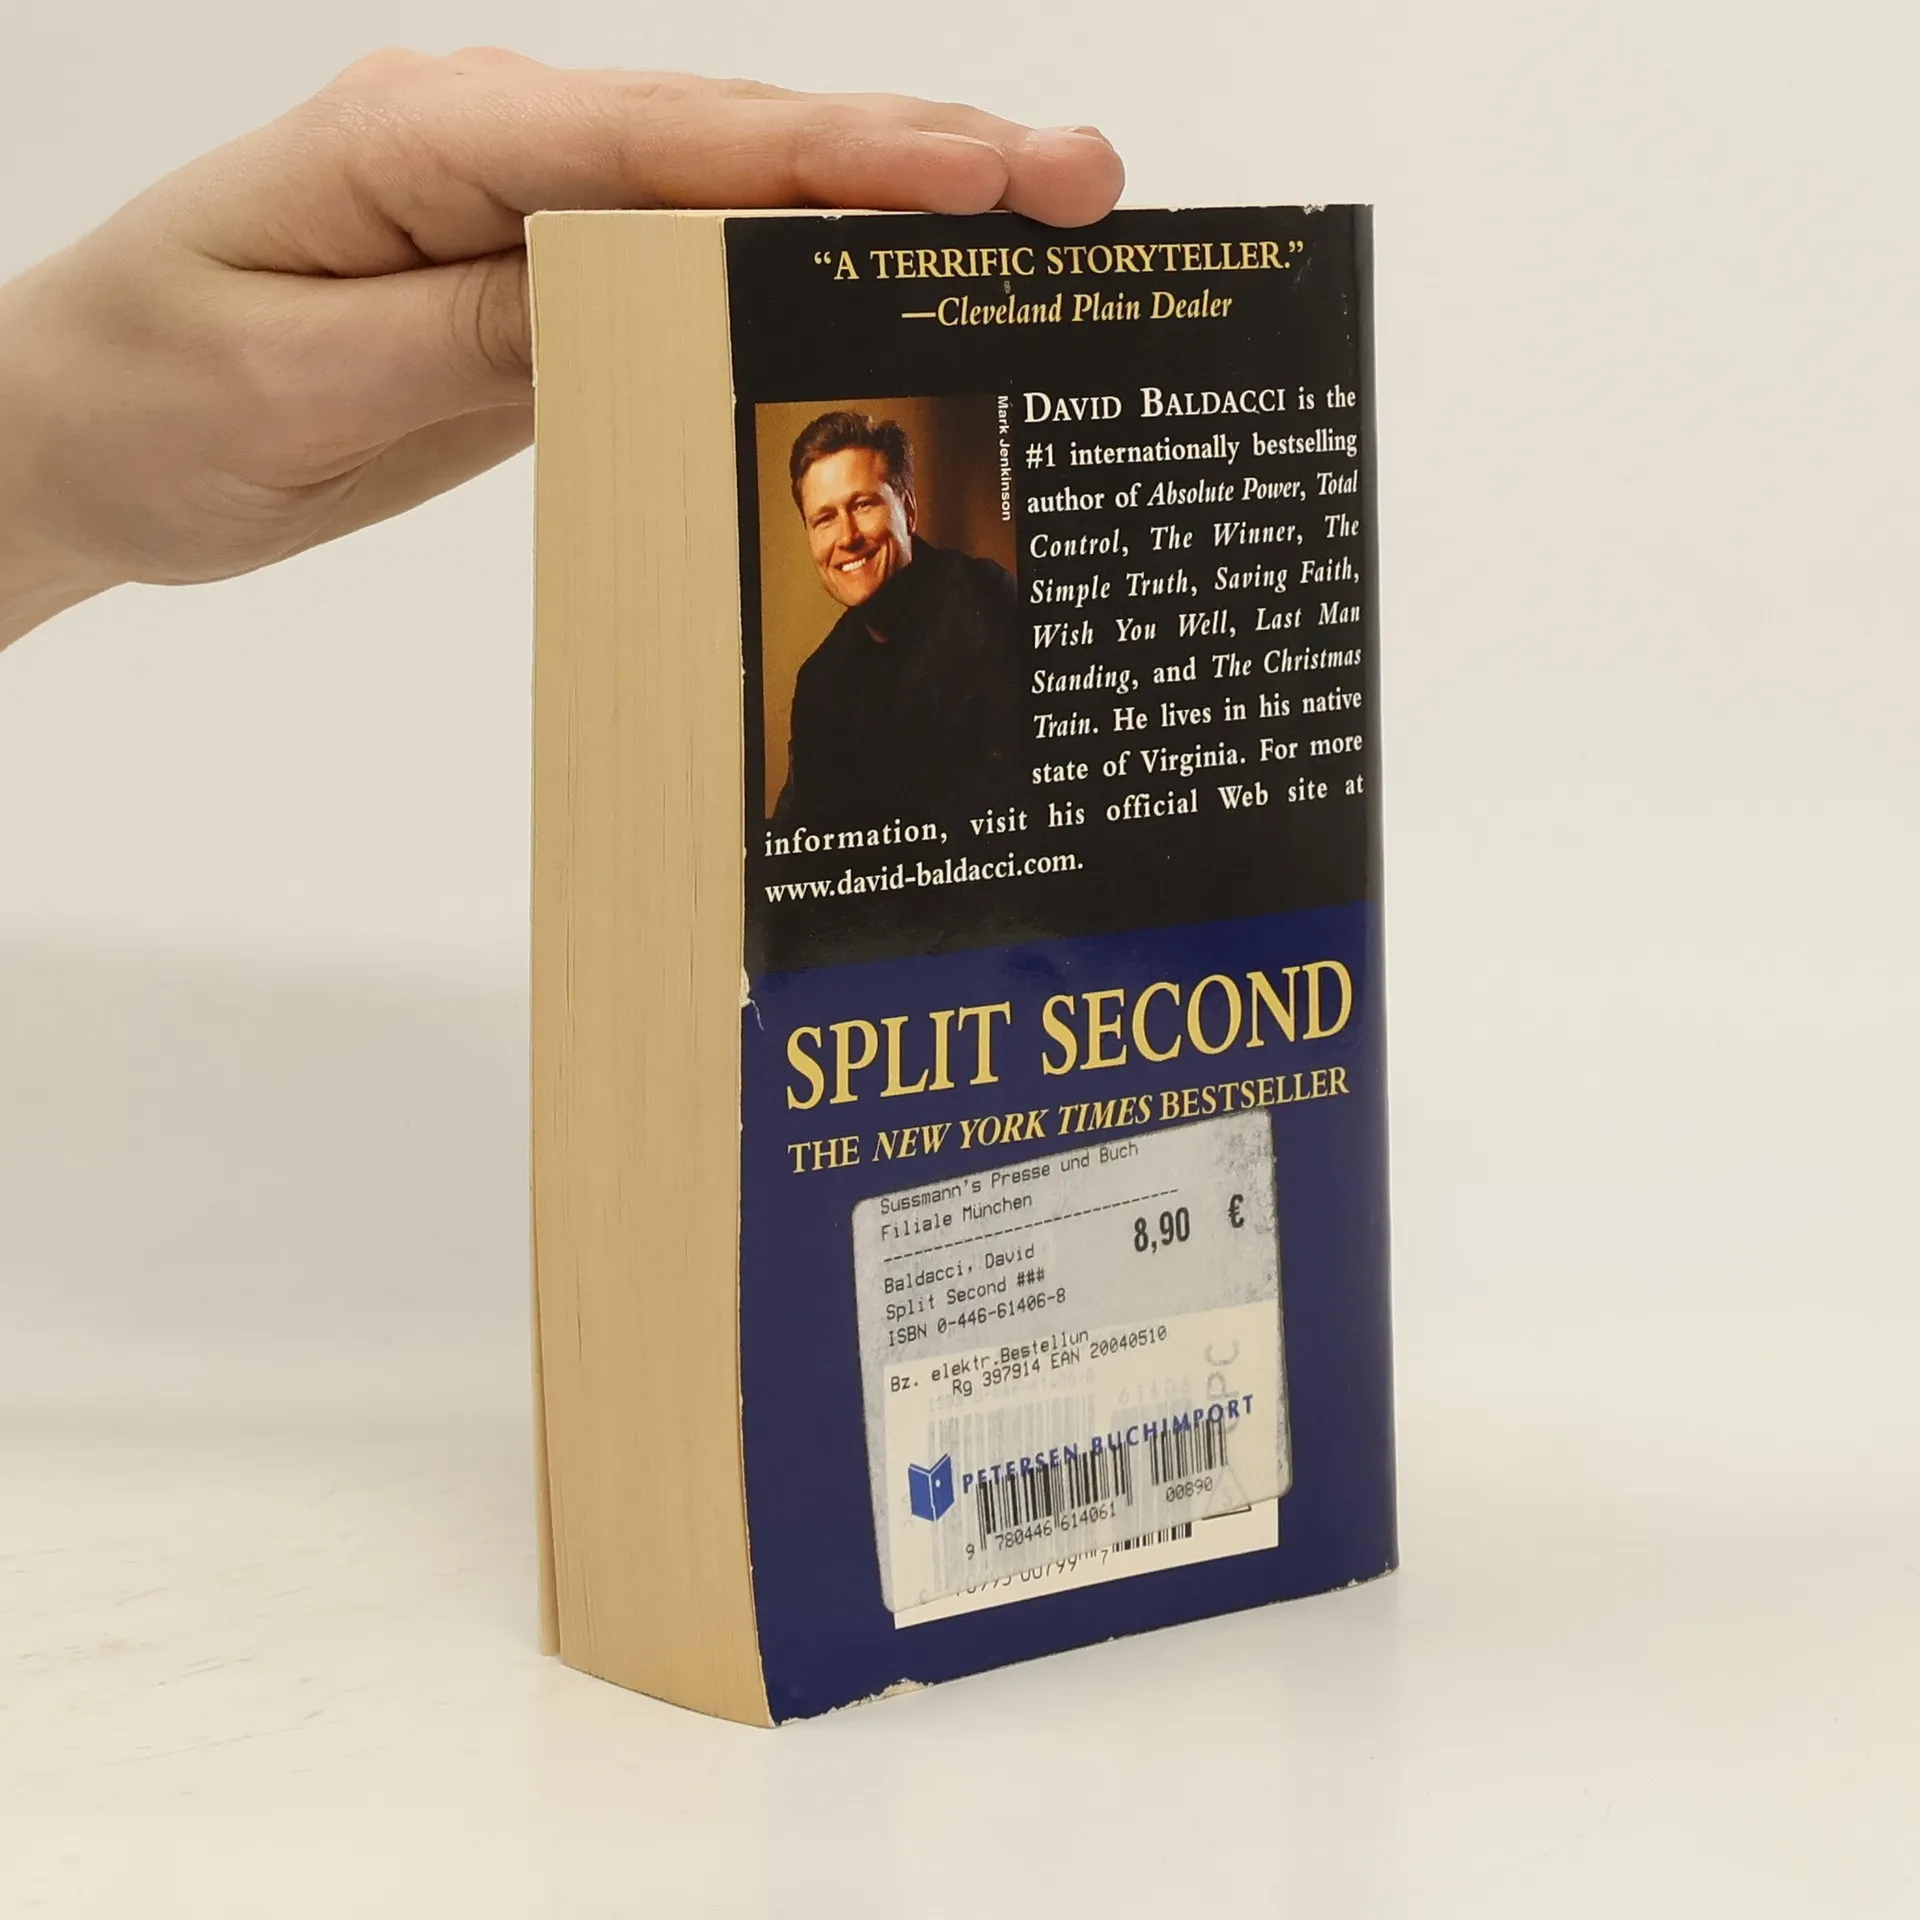 “A TERRIFIC STORYTELLER.”
—Cleveland Plain Dealer
Mark Jenkinson
DAVID BALDACCI is the
#1 internationally bestselling
author of Absolute Power, Total
Control, The Winner, The
Simple Truth, Saving Faith,
Wish You Well, Last Man
Standing, and The Christmas
Train. He lives in his native
state of Virginia. For more
information, visit his official Web site at
www.david-baldacci.com.
SPLIT SECOND
THE NEW YORK TIMES BESTSELLER
Sussmann's Presse und Buch
Filiale München
8,90 €
Baldacci, David
Split Second ###
ISBN 0-446-61406-8
Bz. elektr.Bestellun
Rg 397914 EAN 20040510
PETERSEN BUCHIMPORT
9 780446 614061
00890